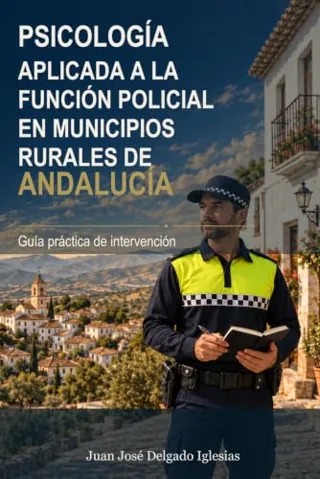 PSICOLOGÍA
APLICADA A LA
FUNCIÓN POLICIAL
EN MUNICIPIOS
RURALES DE
ANDALUCÍA
Guía práctica de intervención
Juan José Delgado Iglesias